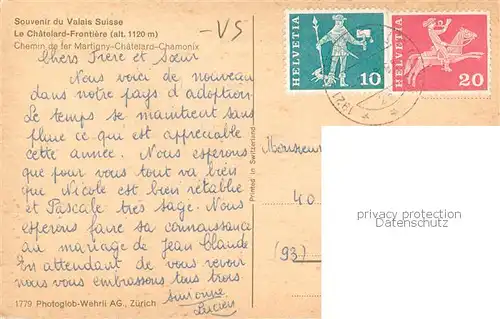 Souvenir du Valais Suisse
Le Châtelard-Frontière (alt. 1120 m)
Chemin de fer Martigny-Châtelard-Chamonix
-VS
HELVETIA
10
HELVETIA
20
Chers Frère et Sœur
Nous voici de nouveau
dans notre pays d'adoption.
Le temps se maintient sans
pluie ce qui est appréciable
cette année. Nous espérons
que pour vous tout va bien
que Nicole est bien rétablie
et Pascale très sage. Nous
espérons faire sa connaissance
au mariage de Jean Claude
En attendant de vous revoir
nous vous embrassons tous trois
Lucien
Printed in Switzerland
Monsieur
40
(93)
privacy protection
Datenschutz
1779 Photoglob-Wehrli AG., Zürich